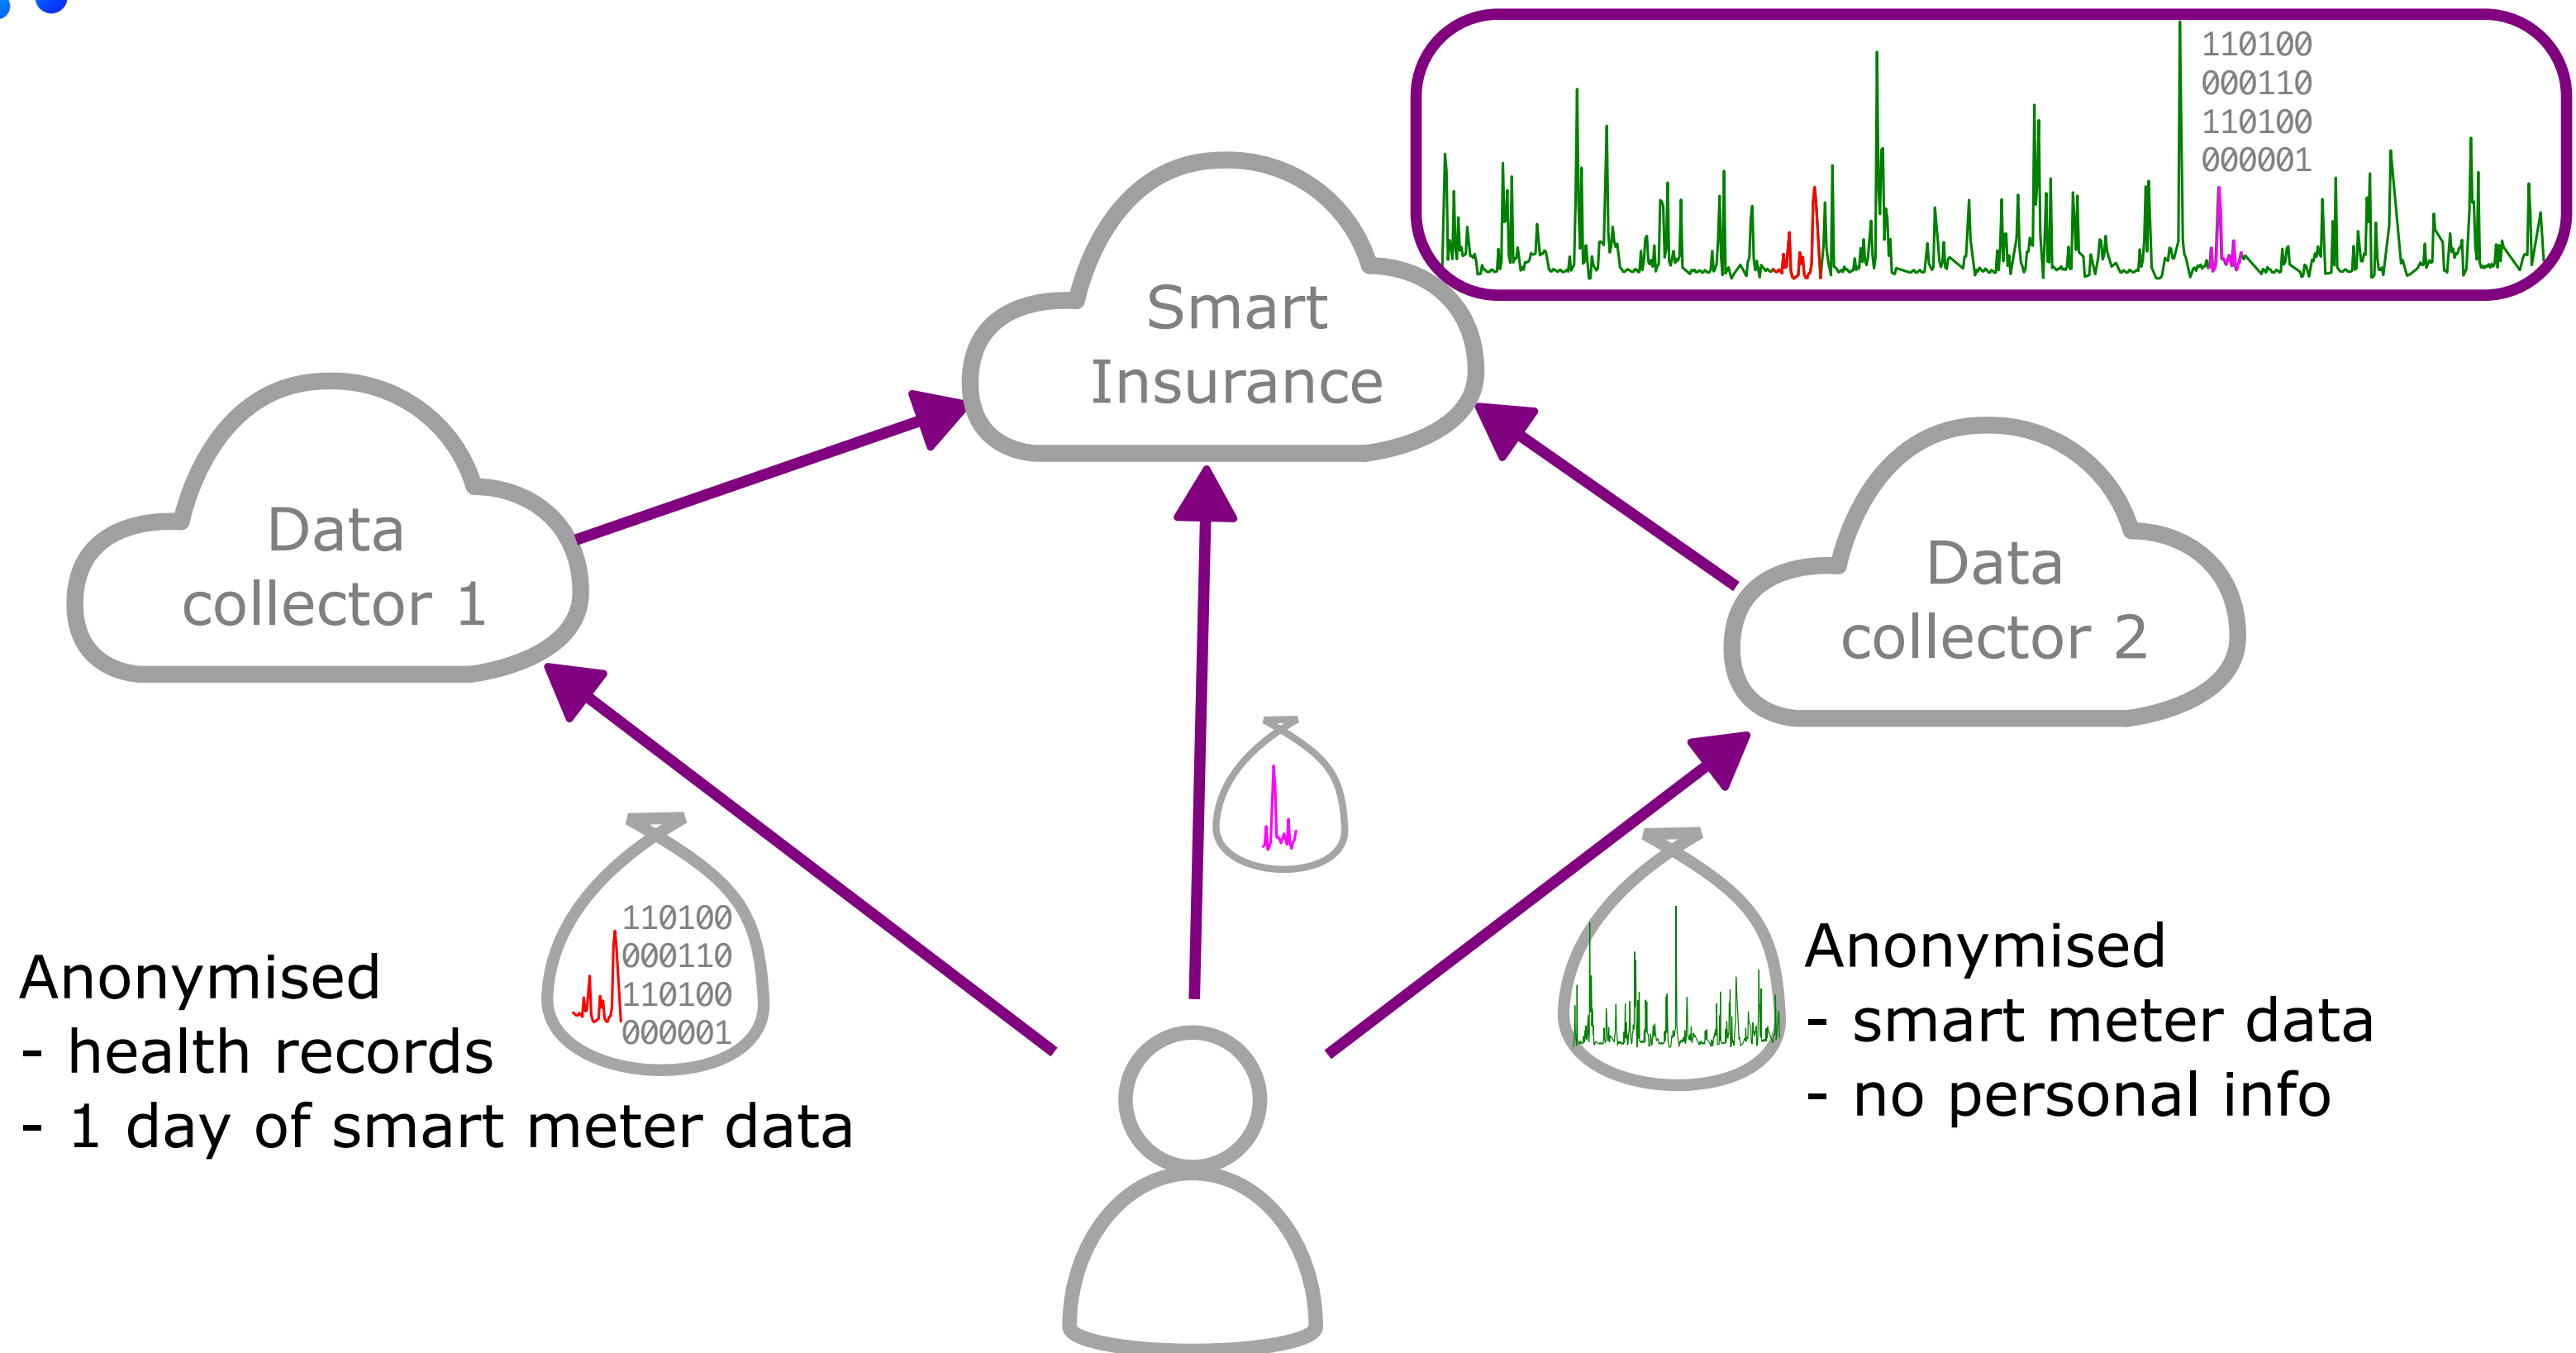 110100
000110
110100
000001
Smart
Insurance
Data
collector 1
Data
collector 2
110100
000110
110100
000001
Anonymised
- health records
- 1 day of smart meter data
Anonymised
- smart meter data
- no personal info